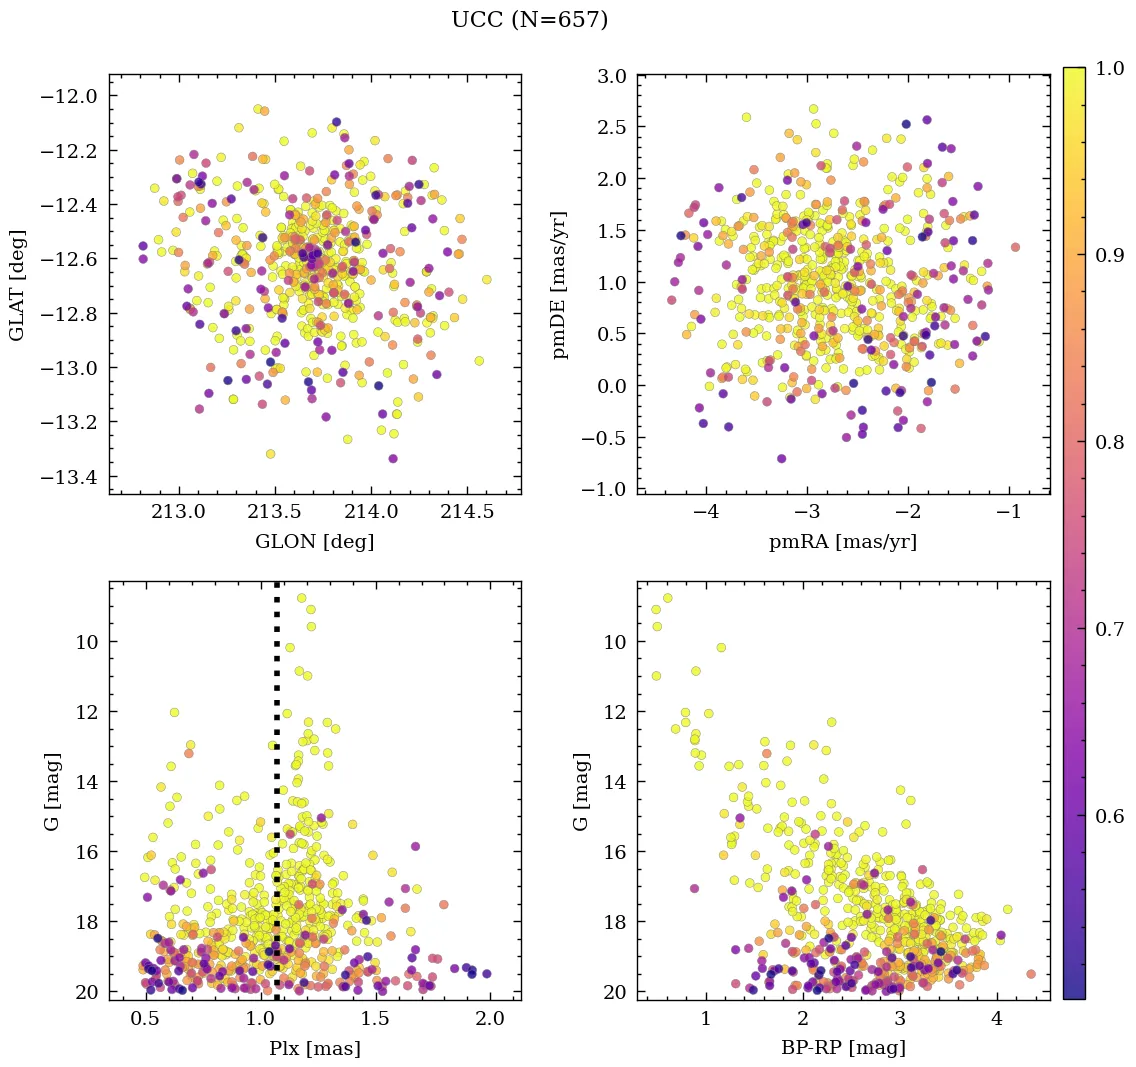 UCC (N=657)
−12.0
−12.2
−12.4
−12.6
−12.8
−13.0
−13.2
−13.4
GLAT [deg]
213.0 213.5 214.0 214.5
GLON [deg]
3.0
2.5
2.0
1.5
1.0
0.5
0.0
−0.5
−1.0
pmDE [mas/yr]
−4 −3 −2 −1
pmRA [mas/yr]
1.0
0.9
0.8
0.7
0.6
10
12
14
16
18
20
G [mag]
0.5 1.0 1.5 2.0
Plx [mas]
10
12
14
16
18
20
G [mag]
1 2 3 4
BP-RP [mag]